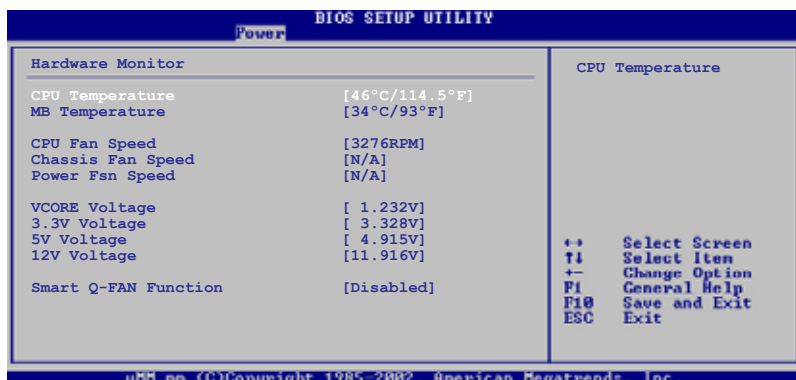 BIOS SETUP UTILITY
Power
Hardware Monitor
CPU Temperature [46°C/114.5°F]
MB Temperature [34°C/93°F]
CPU Fan Speed [3276RPM]
Chassis Fan Speed [N/A]
Power Fsn Speed [N/A]
VCORE Voltage [ 1.232V]
3.3V Voltage [ 3.328V]
5V Voltage [ 4.915V]
12V Voltage [11.916V]
Smart Q-FAN Function [Disabled]
CPU Temperature
↔ Select Screen
↑↓ Select Item
+- Change Option
F1 General Help
F10 Save and Exit
ESC Exit
(C)Copyright 1985-2002, American Megatrends, Inc